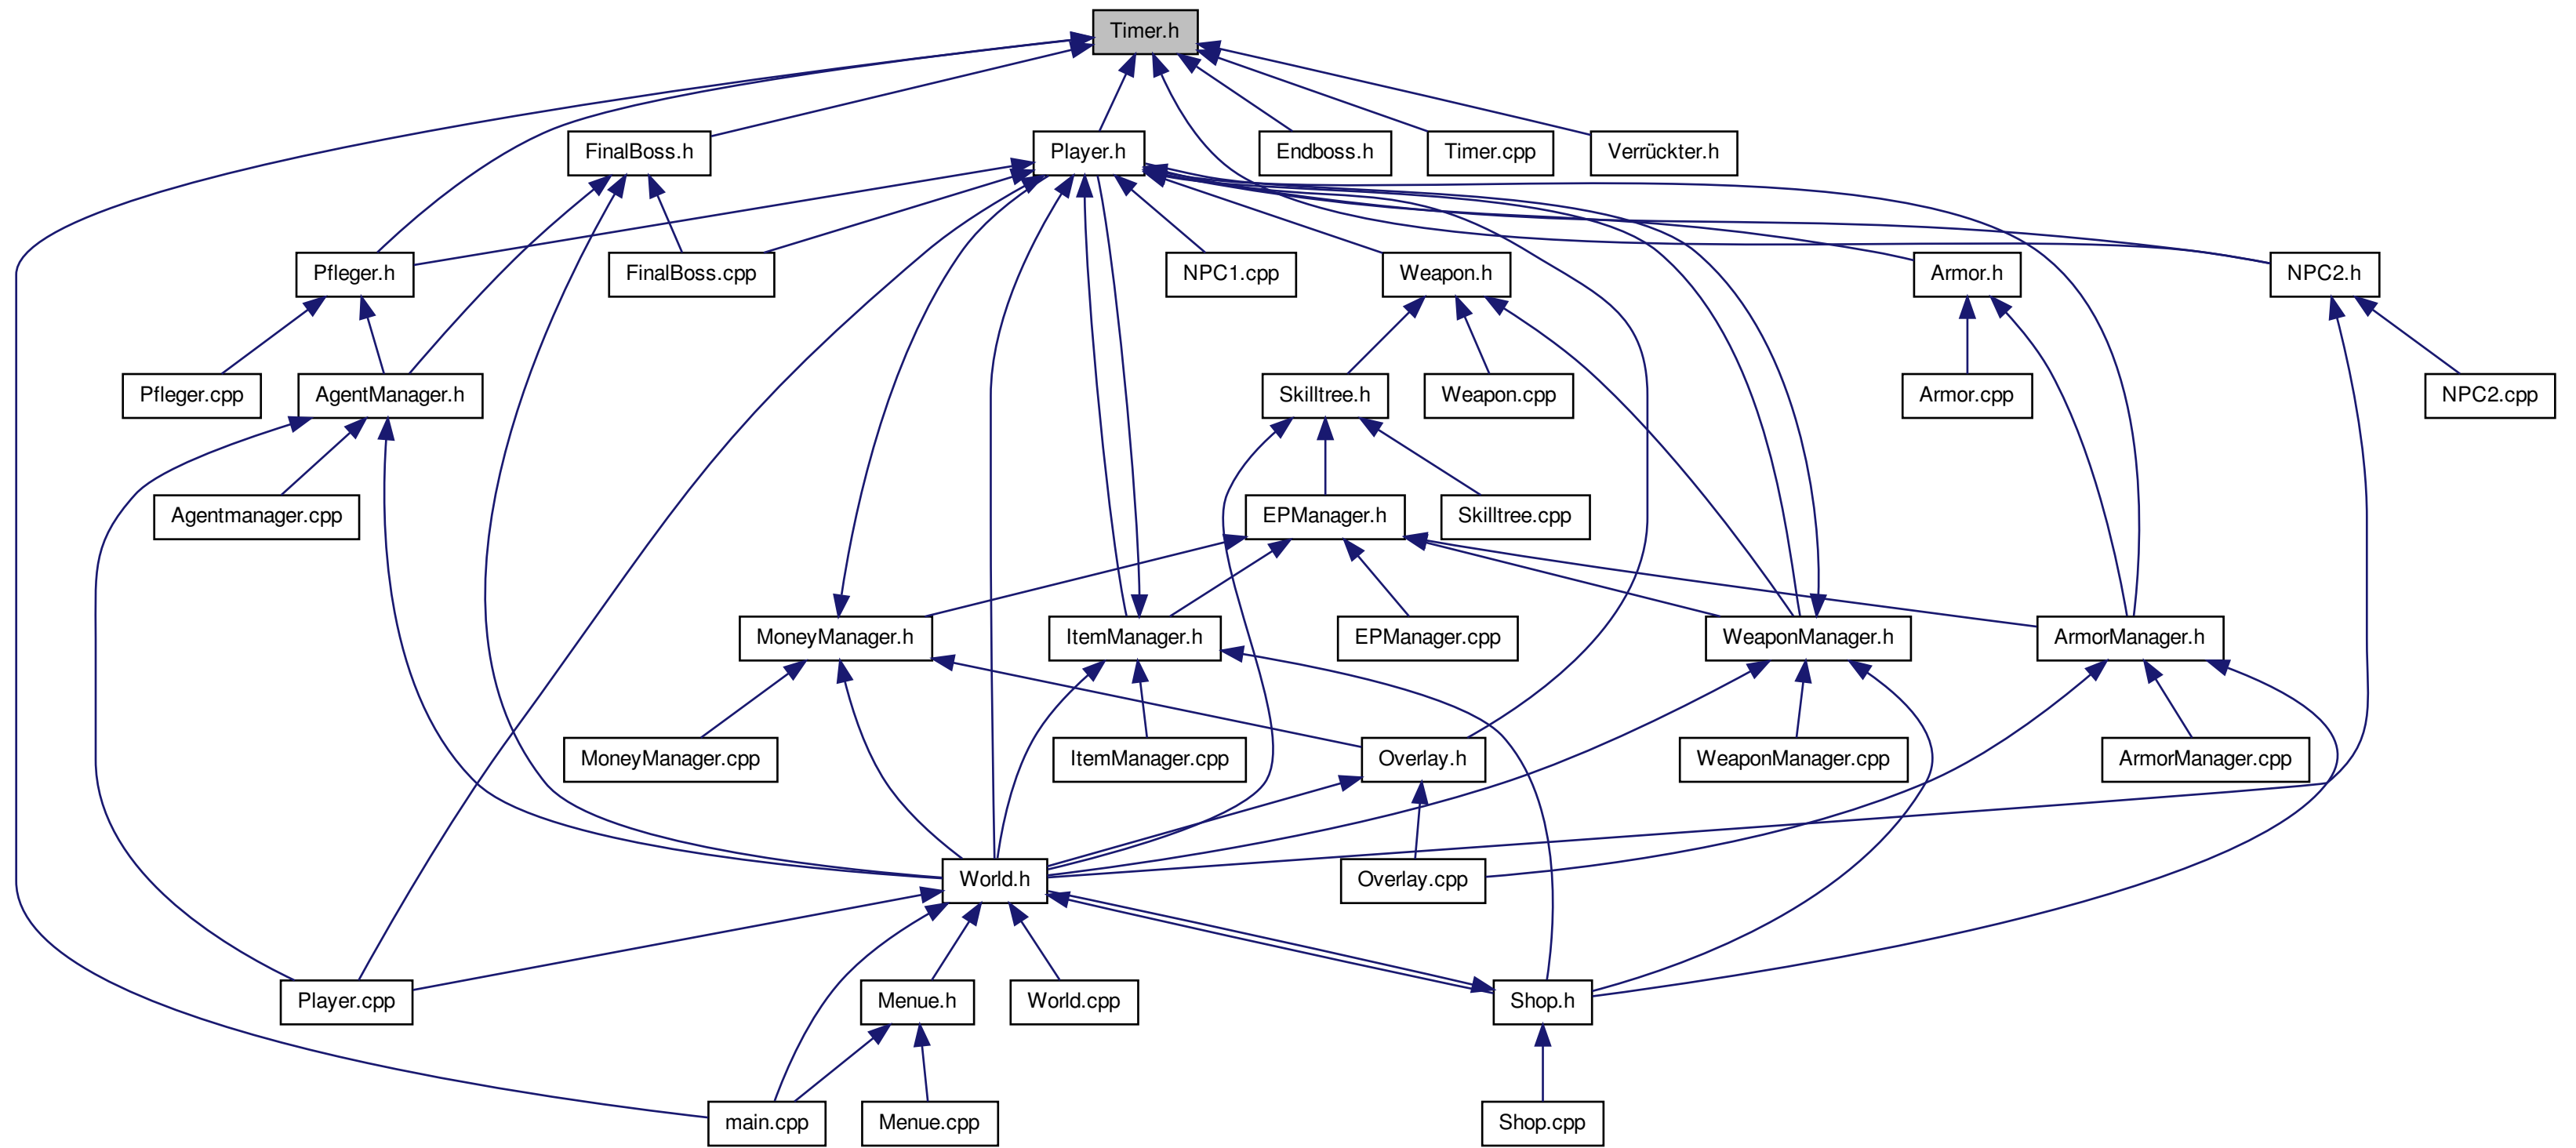 Timer.h
FinalBoss.h
Player.h
Endboss.h
Timer.cpp
Verrückter.h
Pfleger.h
FinalBoss.cpp
NPC1.cpp
Weapon.h
Armor.h
NPC2.h
Pfleger.cpp
AgentManager.h
Skilltree.h
Weapon.cpp
Armor.cpp
NPC2.cpp
Agentmanager.cpp
EPManager.h
Skilltree.cpp
MoneyManager.h
ItemManager.h
EPManager.cpp
WeaponManager.h
ArmorManager.h
MoneyManager.cpp
ItemManager.cpp
Overlay.h
WeaponManager.cpp
ArmorManager.cpp
World.h
Overlay.cpp
Player.cpp
Menue.h
World.cpp
Shop.h
main.cpp
Menue.cpp
Shop.cpp